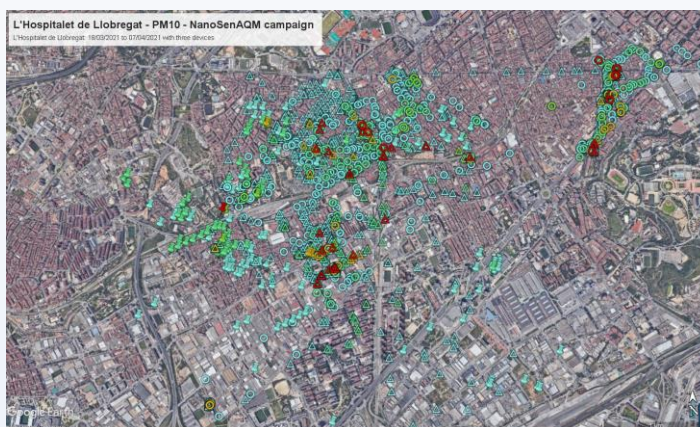 L'Hospitalet de Llobregat - PM10 - NanoSenAQM campaign
L'Hospitalet de Llobregat: 18/03/2021 to 07/04/2021 with three devices
Google Earth